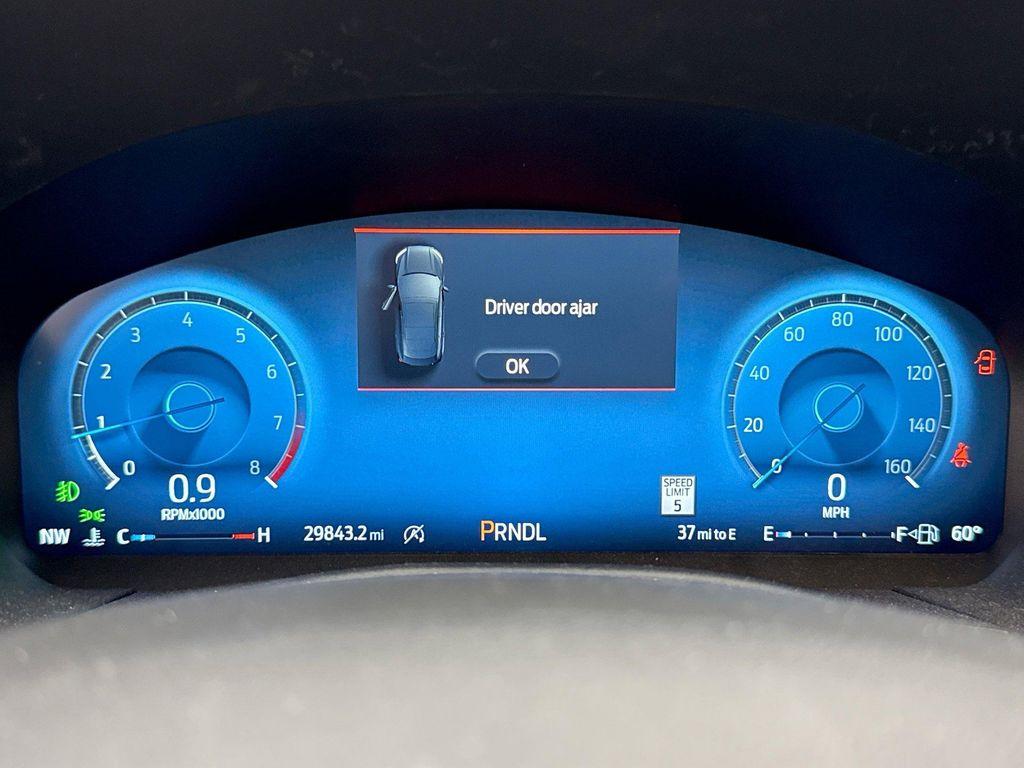 Driver door ajar
OK
0 1 2 3 4 5 6 7 8
0.9
RPMx1000
0 20 40 60 80 100 120 140 160
0
MPH
SPEED
LIMIT
5
NW C H 29843.2 mi PRNDL 37 mi to E E F 60°